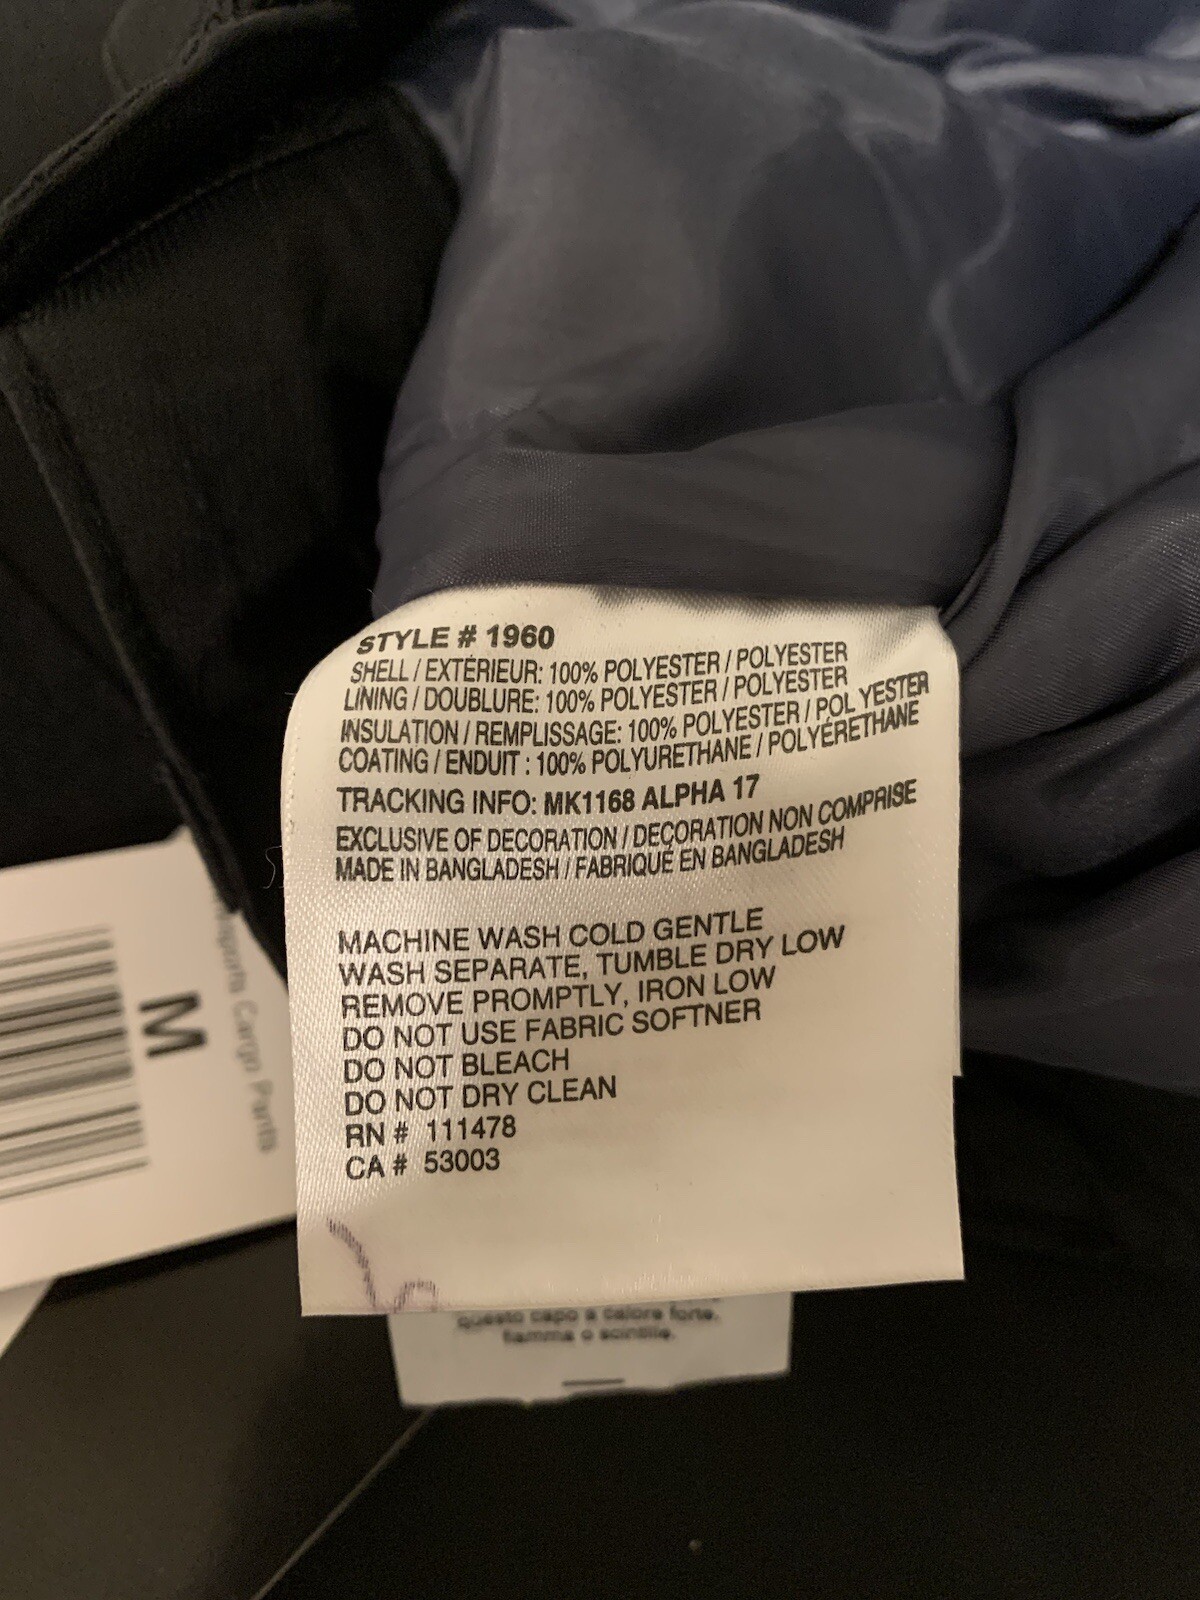 STYLE # 1960
SHELL / EXTÉRIEUR: 100% POLYESTER / POLYESTER
LINING / DOUBLURE: 100% POLYESTER / POLYESTER
INSULATION / REMPLISSAGE: 100% POLYESTER / POLYESTER
COATING / ENDUIT : 100% POLYURETHANE / POLYÉRETHANE
TRACKING INFO: MK1168 ALPHA 17
EXCLUSIVE OF DECORATION / DEÇORATION NON COMPRISE
MADE IN BANGLADESH / FABRIQUÉ EN BANGLADESH
MACHINE WASH COLD GENTLE
WASH SEPARATE, TUMBLE DRY LOW
REMOVE PROMPTLY, IRON LOW
DO NOT USE FABRIC SOFTNER
DO NOT BLEACH
DO NOT DRY CLEAN
RN # 111478
CA # 53003
M
Cargo Pants
questo capo a calore forte,
fiamma o scintille.